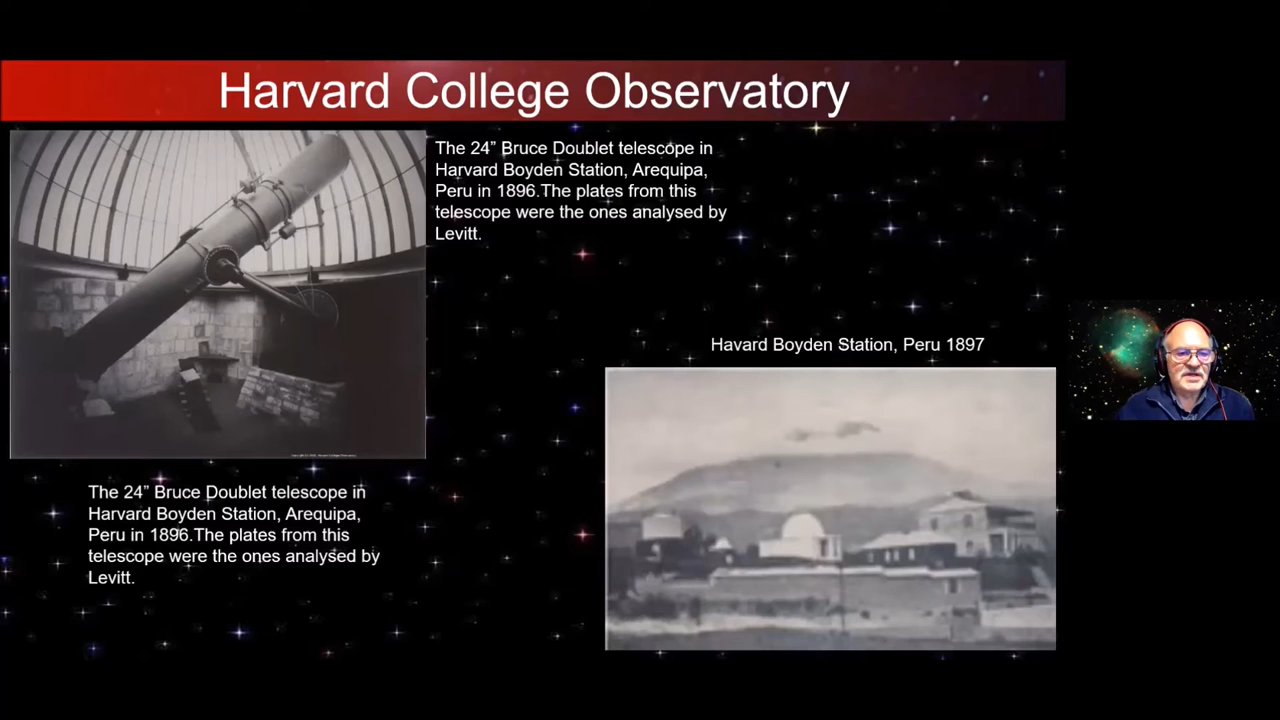 Harvard College Observatory
The 24” Bruce Doublet telescope in
Harvard Boyden Station, Arequipa,
Peru in 1896.The plates from this
telescope were the ones analysed by
Levitt.
Havard Boyden Station, Peru 1897
The 24” Bruce Doublet telescope in
Harvard Boyden Station, Arequipa,
Peru in 1896.The plates from this
telescope were the ones analysed by
Levitt.